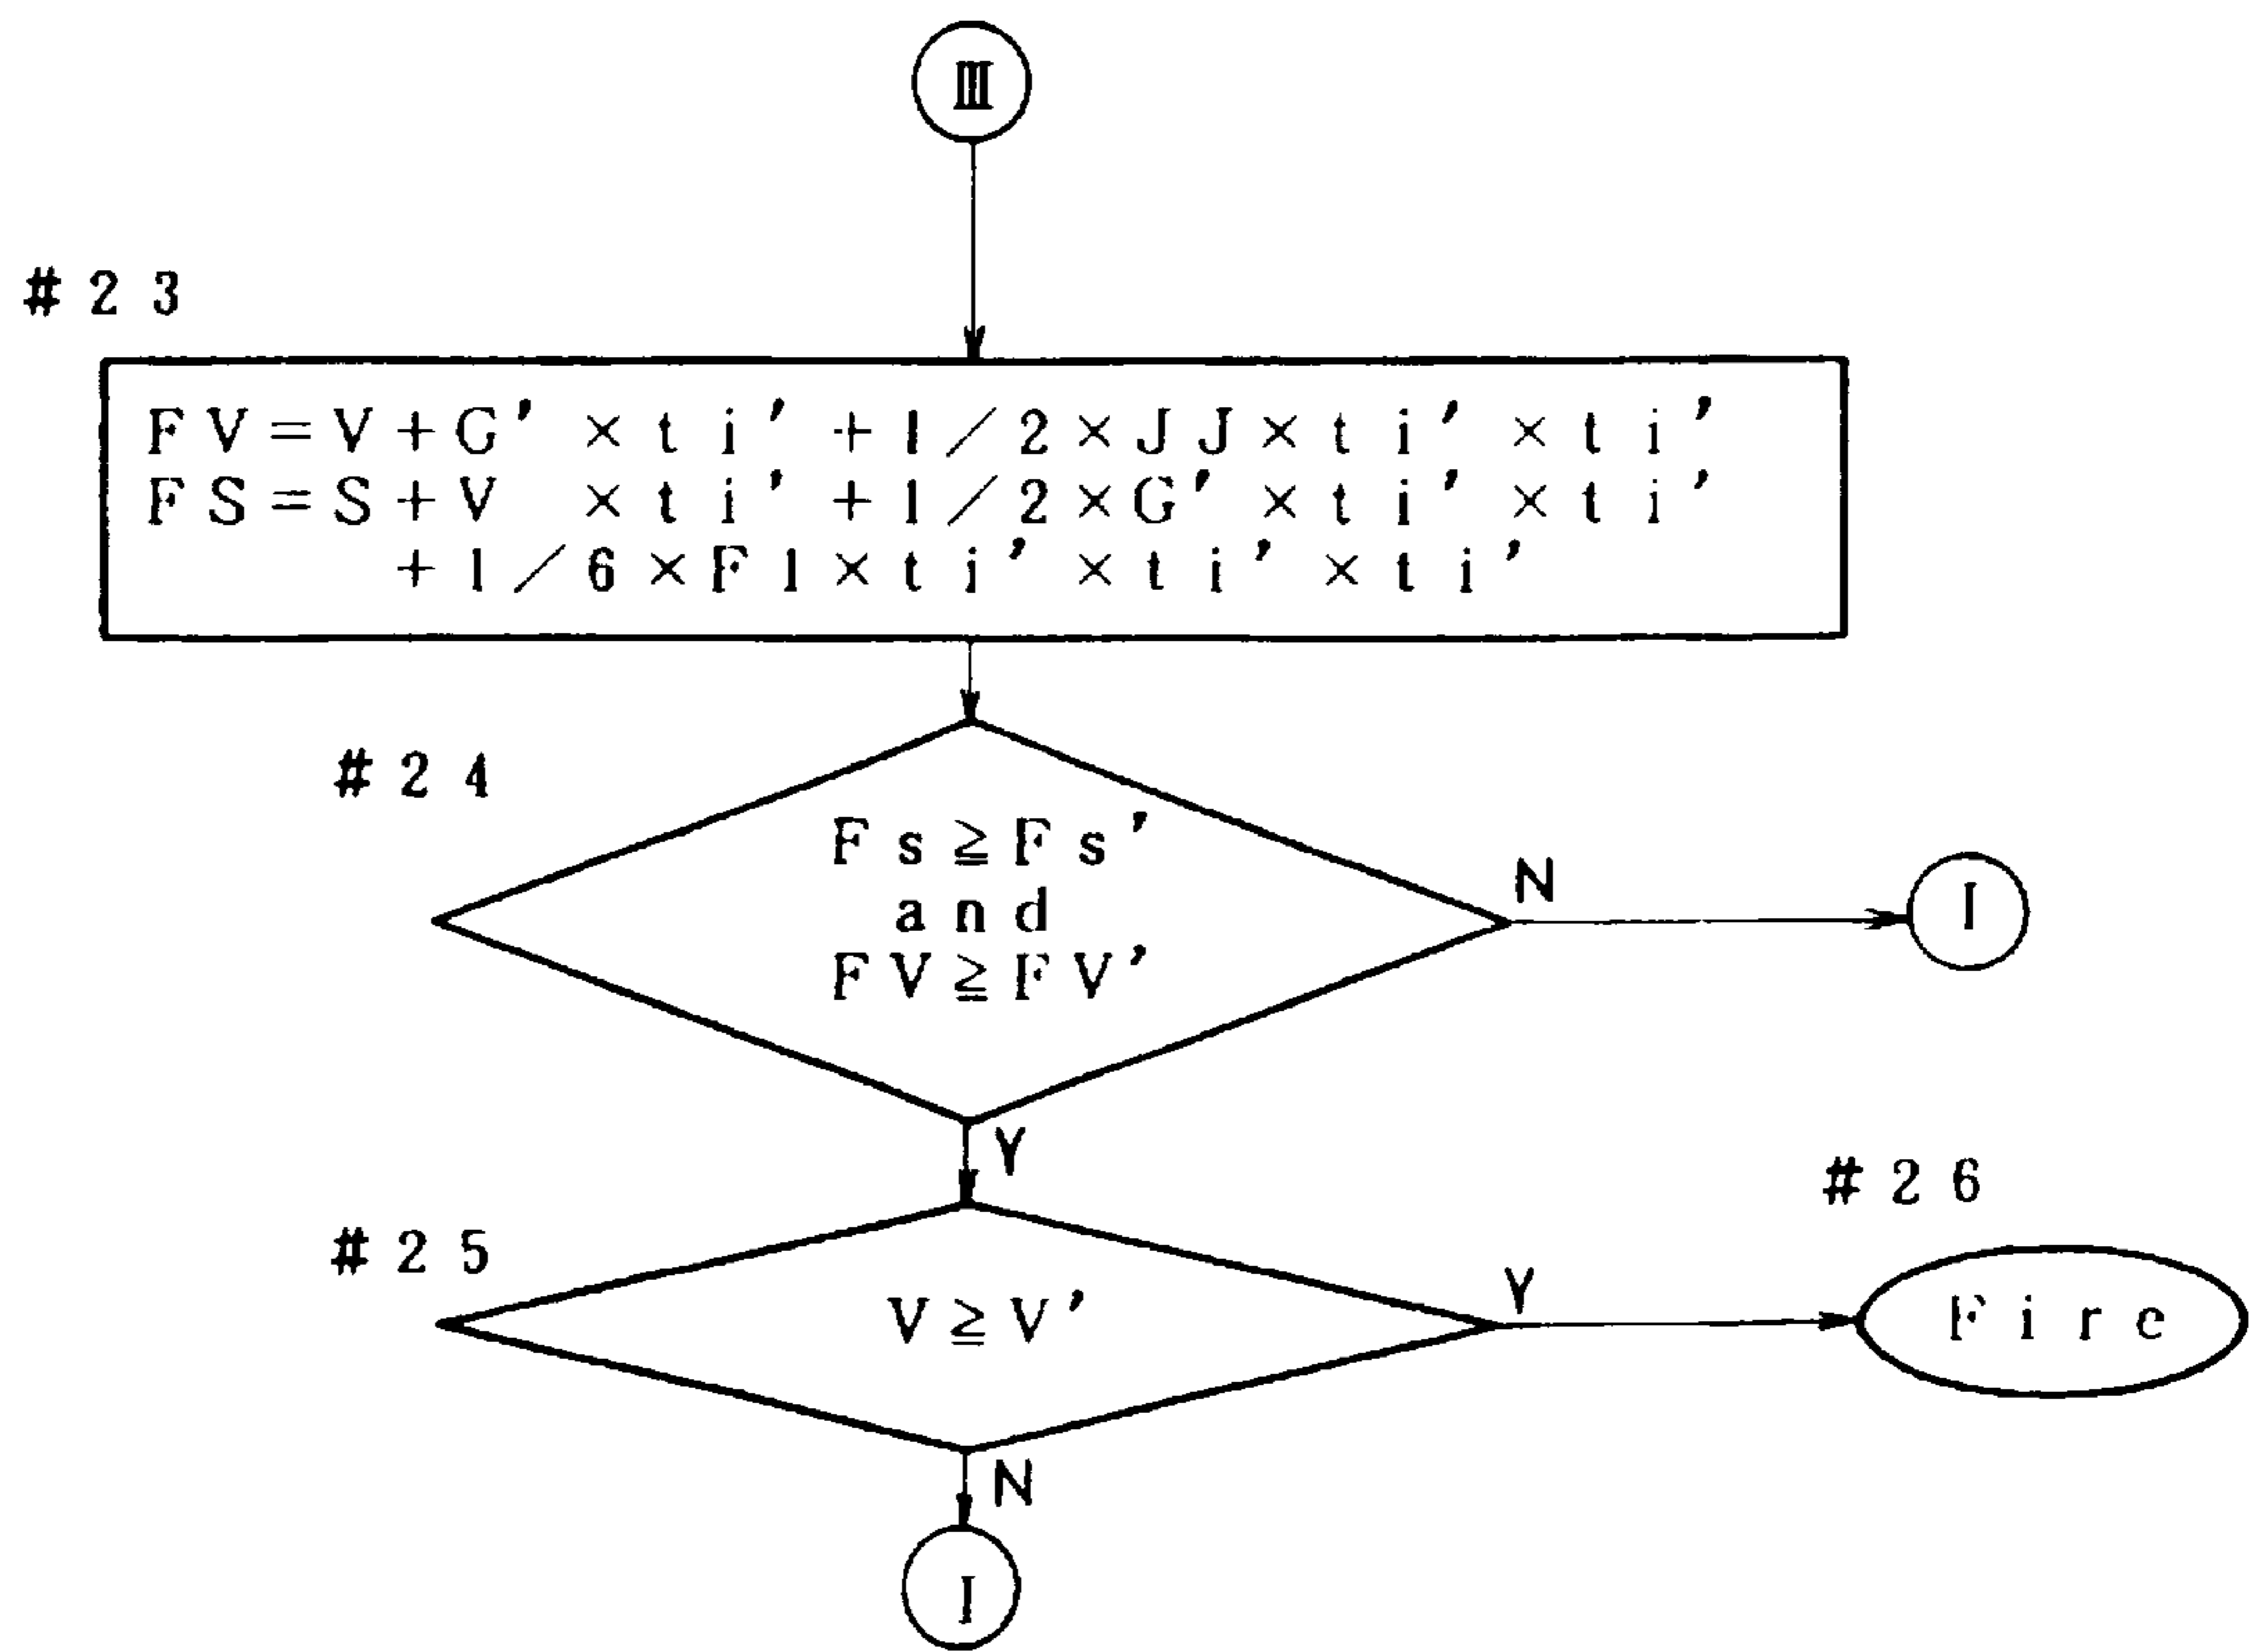 Ⅲ
#23
FV=V+G'×ti'+1/2×JJ×ti'×ti'
FS=S+V ×ti'+1/2×G'×ti'×ti'
+1/6×F1×ti'×ti'×ti'
#24
Fs≧Fs'
and
FV≧FV'
N
I
Y
#25
V≧V'
Y
#26
Fire
N
I